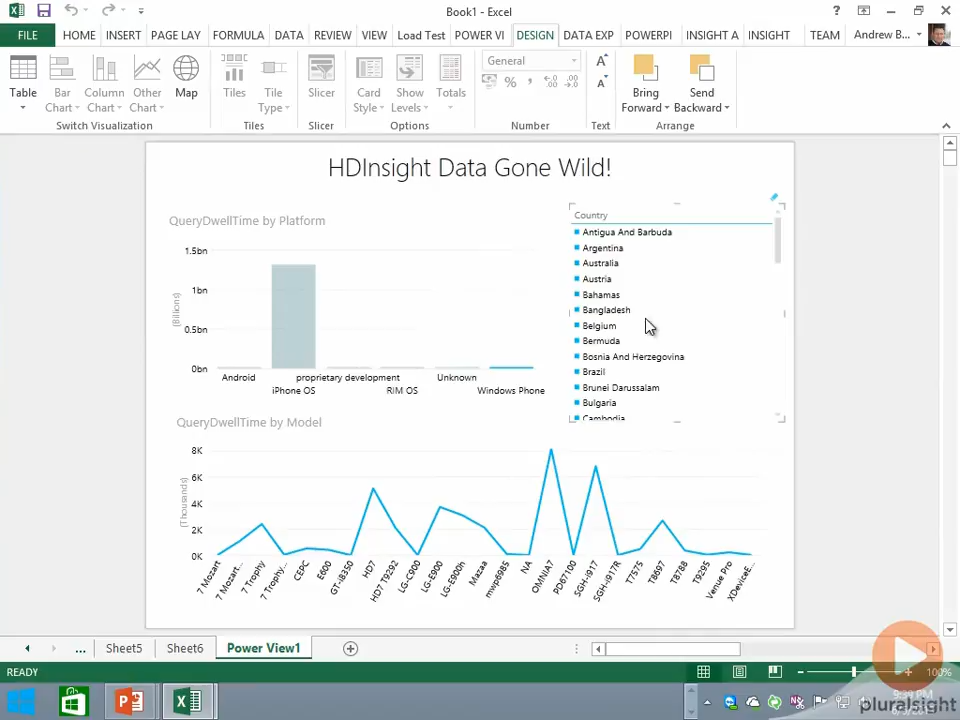 Book1 - Excel
FILE HOME INSERT PAGE LAY FORMULA DATA REVIEW VIEW Load Test POWER VI DESIGN DATA EXP POWERPI INSIGHT A INSIGHT TEAM Andrew B...
Table
Bar Chart
Column Chart
Other Chart
Map
Switch Visualization
Tiles
Tile Type
Tiles
Slicer
Slicer
Card Style
Show Levels
Totals
Options
General
% , .00
Number
A
A
Text
Bring Forward
Send Backward
Arrange
HDInsight Data Gone Wild!
QueryDwellTime by Platform
(Billions)
1.5bn
1bn
0.5bn
0bn
Android proprietary development Unknown
iPhone OS RIM OS Windows Phone
Country
Antigua And Barbuda
Argentina
Australia
Austria
Bahamas
Bangladesh
Belgium
Bermuda
Bosnia And Herzegovina
Brazil
Brunei Darussalam
Bulgaria
Cambodia
QueryDwellTime by Model
(Thousands)
8K
6K
4K
2K
0K
7 Mozart
7 Mozart...
7 Trophy
7 Trophy...
CEPC
E600
GT-i8350
HD7
HD7 T9292
LG-C900
LG-E900
LG-E900h
Mazaa
mwp6985
NA
OMNIA7
PD67100
SGH-i917
SGH-i917R
T7575
T8697
T8788
T9295
Venue Pro
XDeviceE...
... Sheet5 Sheet6 Power View1
READY
100%
pluralsight